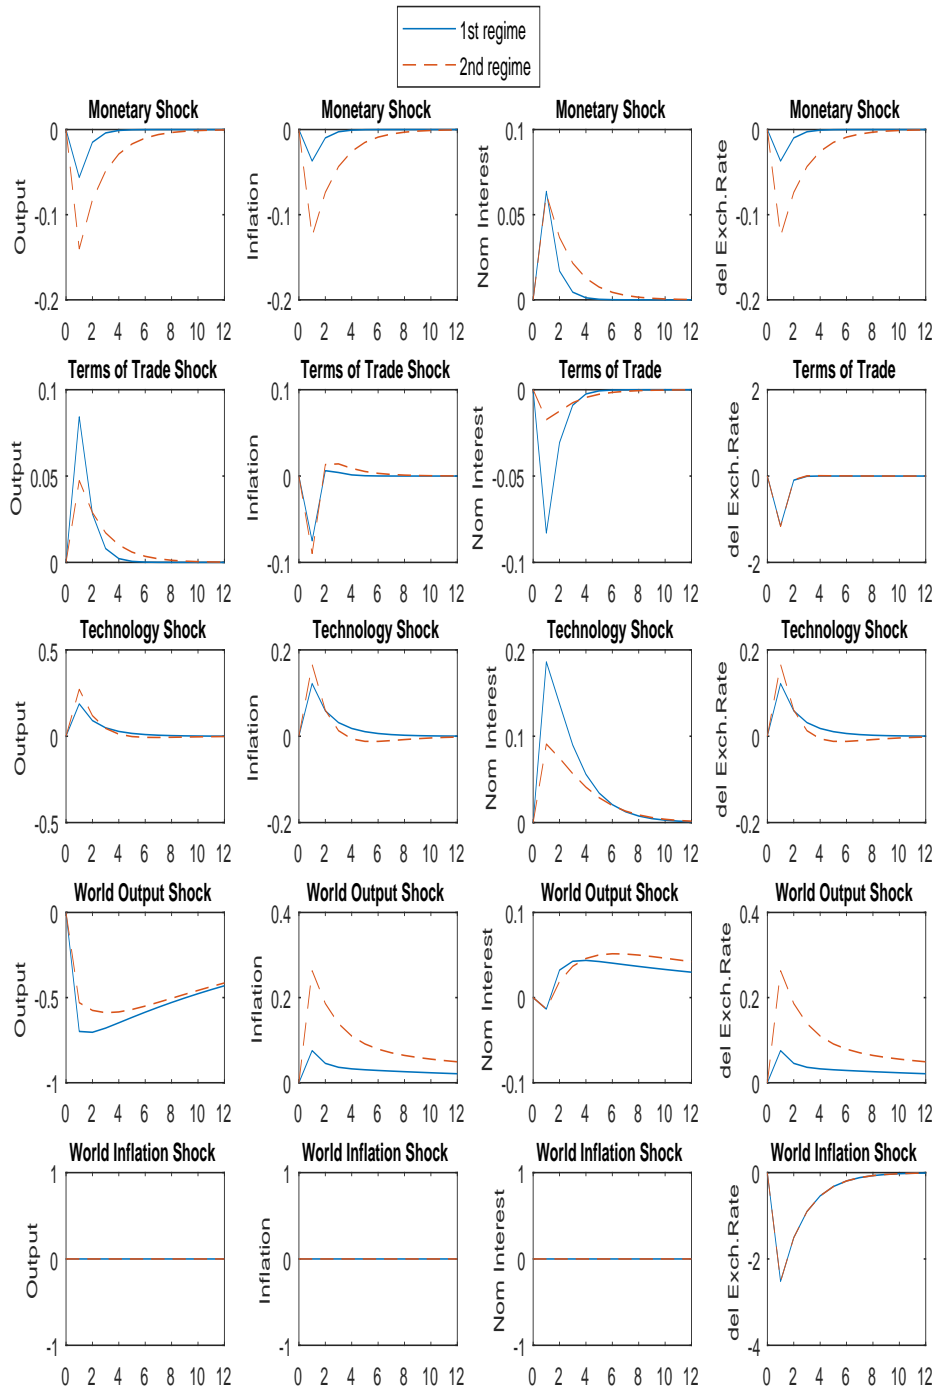 1st regime
2nd regime
Monetary Shock Monetary Shock Monetary Shock Monetary Shock
Output Inflation Nom Interest del Exch.Rate
0 -0.1 -0.2
0 -0.1 -0.2
0.1 0.05 0
0 -0.1 -0.2
0 2 4 6 8 10 12 0 2 4 6 8 10 12 0 2 4 6 8 10 12 0 2 4 6 8 10 12
Terms of Trade Shock Terms of Trade Shock Terms of Trade Terms of Trade
Output Inflation Nom Interest del Exch.Rate
0.1 0.05 0
0.1 0 -0.1
0 -0.05 -0.1
2 0 -2
0 2 4 6 8 10 12 0 2 4 6 8 10 12 0 2 4 6 8 10 12 0 2 4 6 8 10 12
Technology Shock Technology Shock Technology Shock Technology Shock
Output Inflation Nom Interest del Exch.Rate
0.5 0 -0.5
0.2 0 -0.2
0.2 0.1 0
0.2 0 -0.2
0 2 4 6 8 10 12 0 2 4 6 8 10 12 0 2 4 6 8 10 12 0 2 4 6 8 10 12
World Output Shock World Output Shock World Output Shock World Output Shock
Output Inflation Nom Interest del Exch.Rate
0 -0.5 -1
0.4 0.2 0
0.1 0 -0.1
0.4 0.2 0
0 2 4 6 8 10 12 0 2 4 6 8 10 12 0 2 4 6 8 10 12 0 2 4 6 8 10 12
World Inflation Shock World Inflation Shock World Inflation Shock World Inflation Shock
Output Inflation Nom Interest del Exch.Rate
1 0 -1
1 0 -1
1 0 -1
0 -2 -4
0 2 4 6 8 10 12 0 2 4 6 8 10 12 0 2 4 6 8 10 12 0 2 4 6 8 10 12